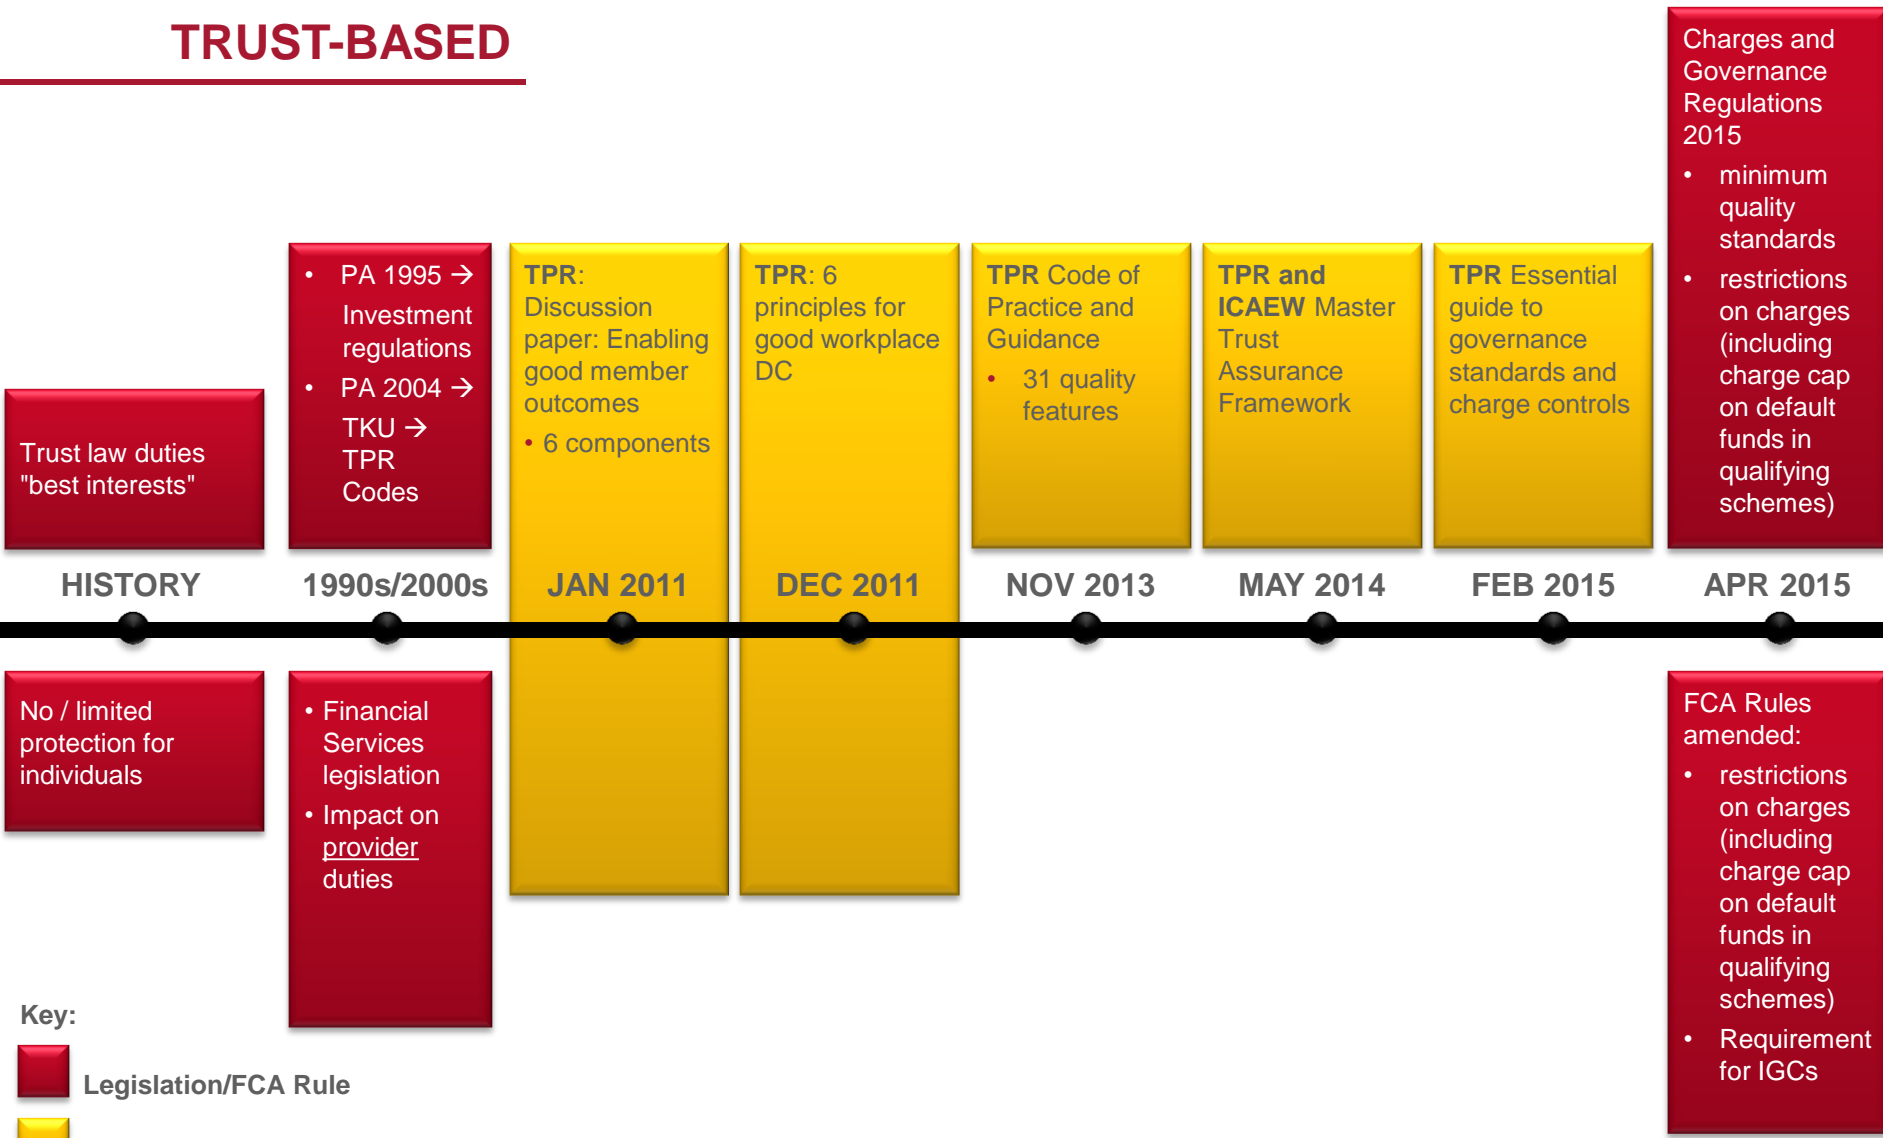 TRUST-BASED
Charges and
Governance
Regulations
2015
• minimum
quality
standards
• restrictions
on charges
(including
charge cap
on default
funds in
qualifying
schemes)
• PA 1995 →
Investment
regulations
• PA 2004 →
TKU →
TPR
Codes
TPR:
Discussion
paper: Enabling
good member
outcomes
• 6 components
TPR: 6
principles for
good workplace
DC
TPR Code of
Practice and
Guidance
• 31 quality
features
TPR and
ICAEW Master
Trust
Assurance
Framework
TPR Essential
guide to
governance
standards and
charge controls
Trust law duties
"best interests"
HISTORY
1990s/2000s
JAN 2011
DEC 2011
NOV 2013
MAY 2014
FEB 2015
APR 2015
No / limited
protection for
individuals
• Financial
Services
legislation
• Impact on
provider
duties
FCA Rules
amended:
• restrictions
on charges
(including
charge cap
on default
funds in
qualifying
schemes)
• Requirement
for IGCs
Key:
Legislation/FCA Rule